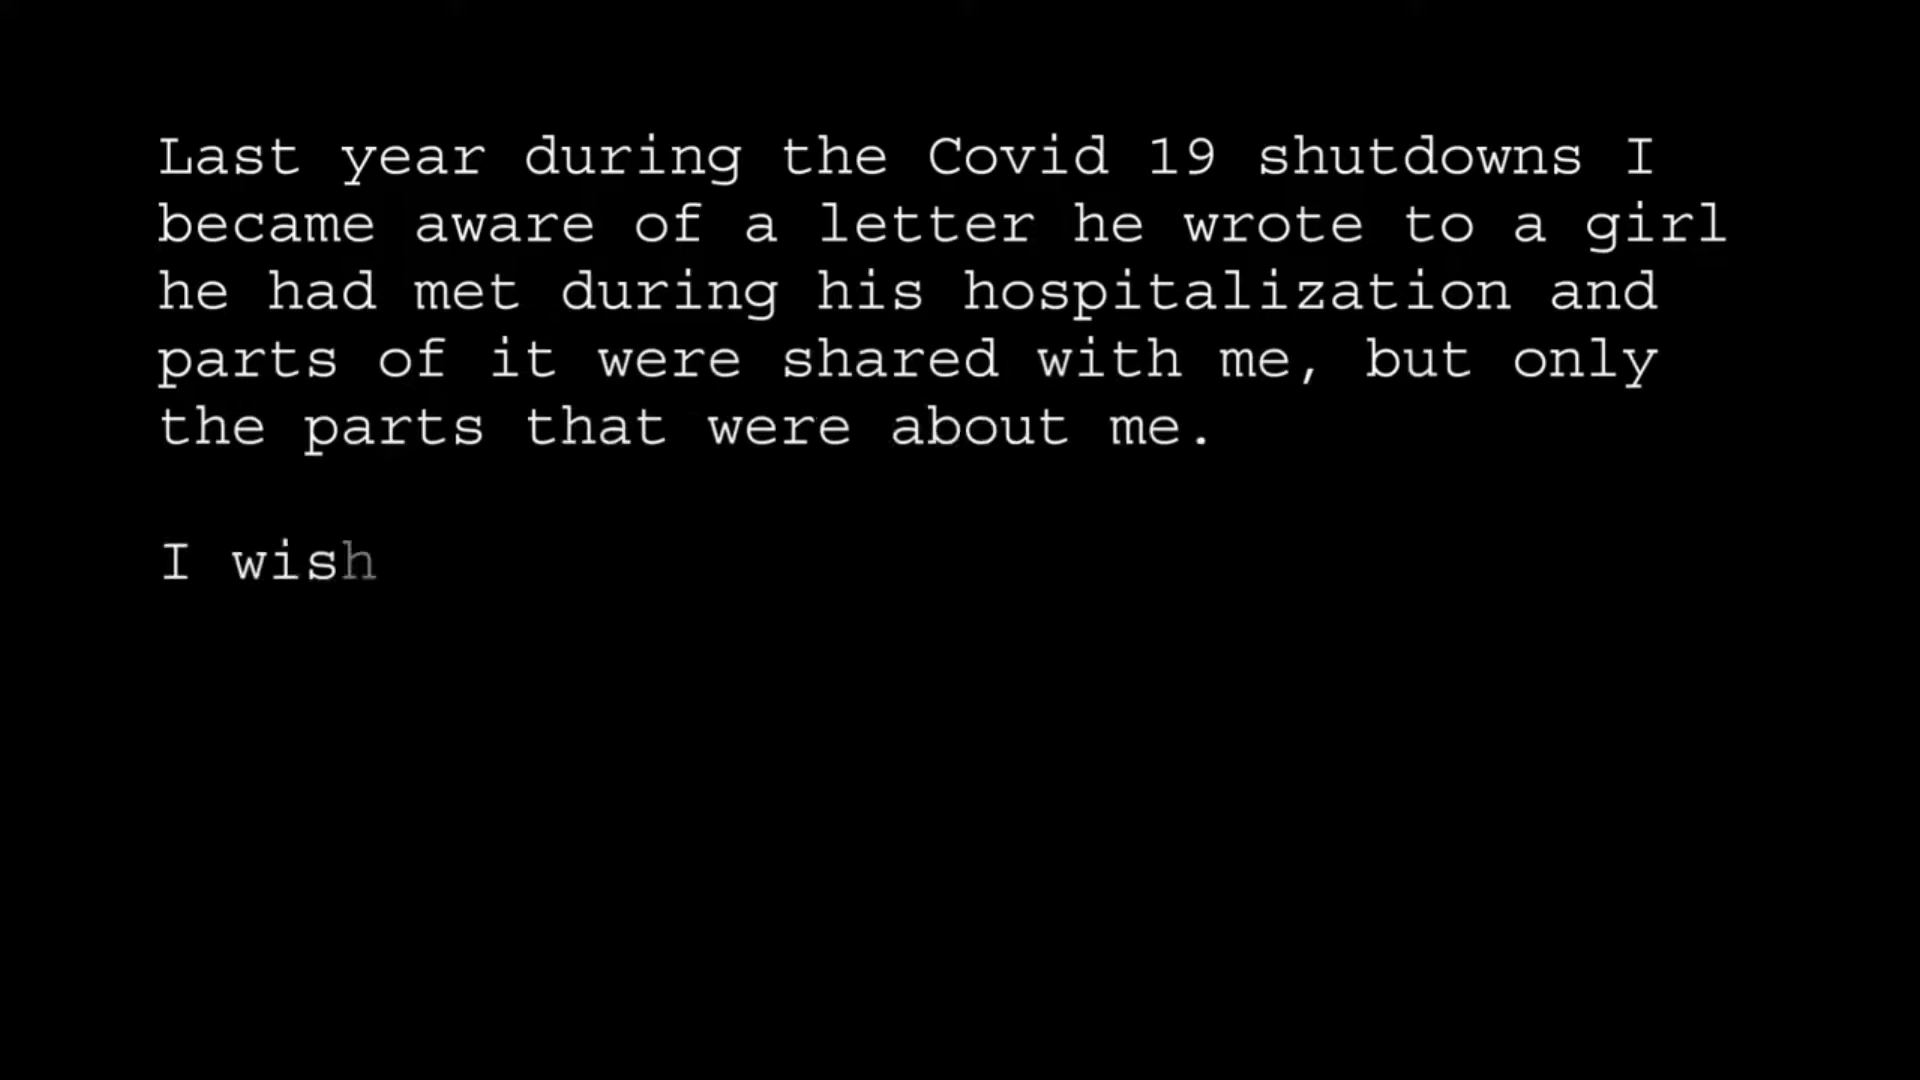 Last year during the Covid 19 shutdowns I
became aware of a letter he wrote to a girl
he had met during his hospitalization and
parts of it were shared with me, but only
the parts that were about me.
I wish